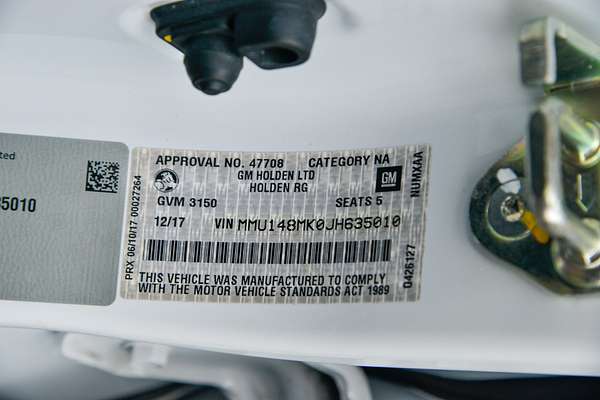 ted
35010
APPROVAL NO. 47708 CATEGORY NA
GM HOLDEN LTD
HOLDEN RG
GM
GVM 3150 SEATS 5
12/17 VIN MMU148MK0JH635010
THIS VEHICLE WAS MANUFACTURED TO COMPLY
WITH THE MOTOR VEHICLE STANDARDS ACT 1989
PRX 06/10/17 00027264
NUMXAA
0426127